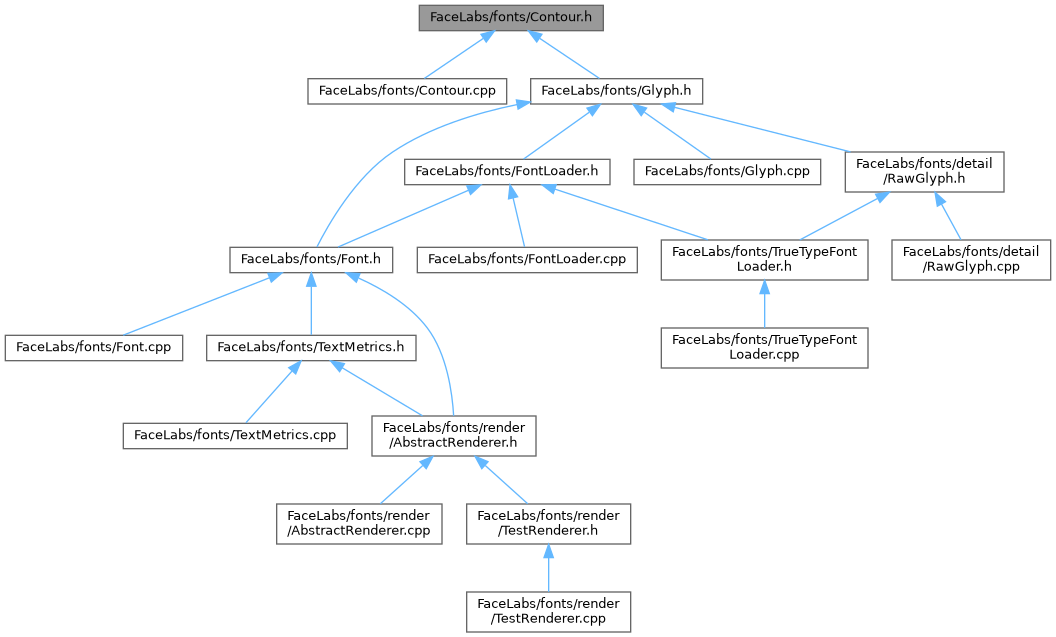 FaceLabs/fonts/Contour.h
FaceLabs/fonts/Contour.cpp
FaceLabs/fonts/Glyph.h
FaceLabs/fonts/FontLoader.h
FaceLabs/fonts/Glyph.cpp
FaceLabs/fonts/detail
/RawGlyph.h
FaceLabs/fonts/Font.h
FaceLabs/fonts/FontLoader.cpp
FaceLabs/fonts/TrueTypeFont
Loader.h
FaceLabs/fonts/detail
/RawGlyph.cpp
FaceLabs/fonts/Font.cpp
FaceLabs/fonts/TextMetrics.h
FaceLabs/fonts/TrueTypeFont
Loader.cpp
FaceLabs/fonts/TextMetrics.cpp
FaceLabs/fonts/render
/AbstractRenderer.h
FaceLabs/fonts/render
/AbstractRenderer.cpp
FaceLabs/fonts/render
/TestRenderer.h
FaceLabs/fonts/render
/TestRenderer.cpp